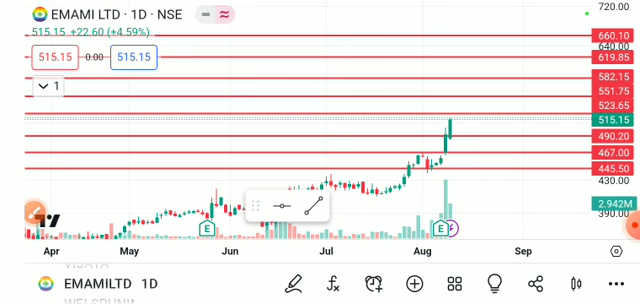 EMAMI LTD · 1D · NSE
515.15 +22.60 (+4.59%)
515.15 0.00 515.15
1
720.00
660.10
640.00
619.85
582.15
551.75
523.65
515.15
490.20
467.00
445.50
430.00
2.942M
390.00
E E
Apr May Jun Jul Aug Sep
VIJAYA
EMAMILTD 1D
WELSPUNIF